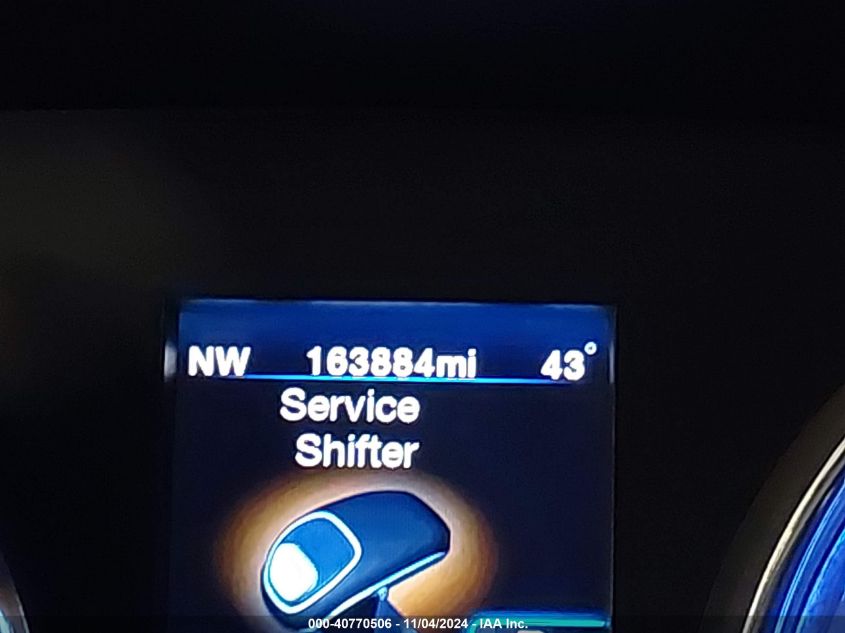 NW 163884mi 43°
Service
Shifter
000-40770506 - 11/04/2024 - IAA Inc.